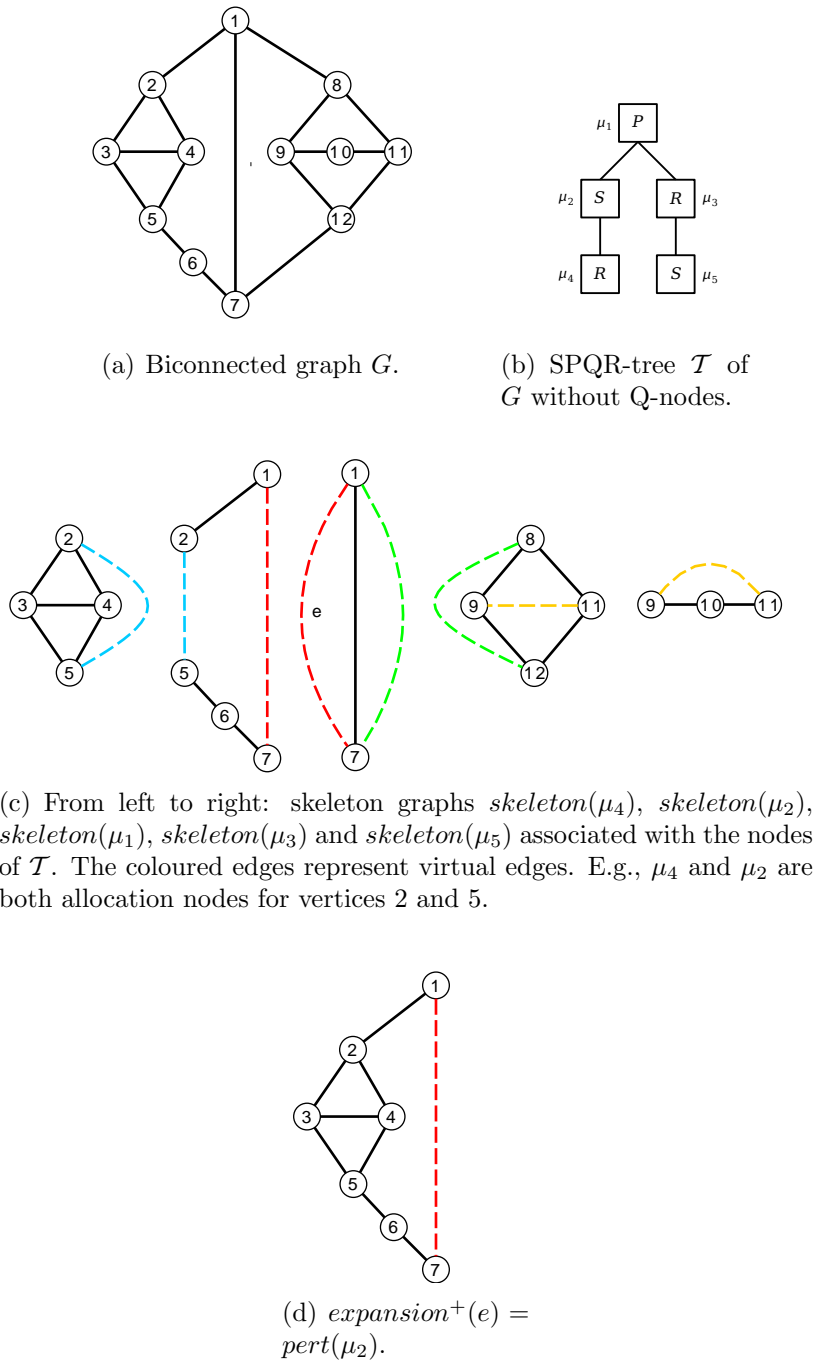 1
2
8
3
4
9
10
11
5
12
6
7
(a) Biconnected graph G.
μ1
P
μ2
S
R
μ3
μ4
R
S
μ5
(b) SPQR-tree 𝒯 of
G without Q-nodes.
2
3
4
5
1
2
5
6
7
1
e
7
8
9
11
12
9
10
11
(c) From left to right: skeleton graphs skeleton(μ4), skeleton(μ2),
skeleton(μ1), skeleton(μ3) and skeleton(μ5) associated with the nodes
of 𝒯. The coloured edges represent virtual edges. E.g., μ4 and μ2 are
both allocation nodes for vertices 2 and 5.
1
2
3
4
5
6
7
(d) expansion+(e) =
pert(μ2).